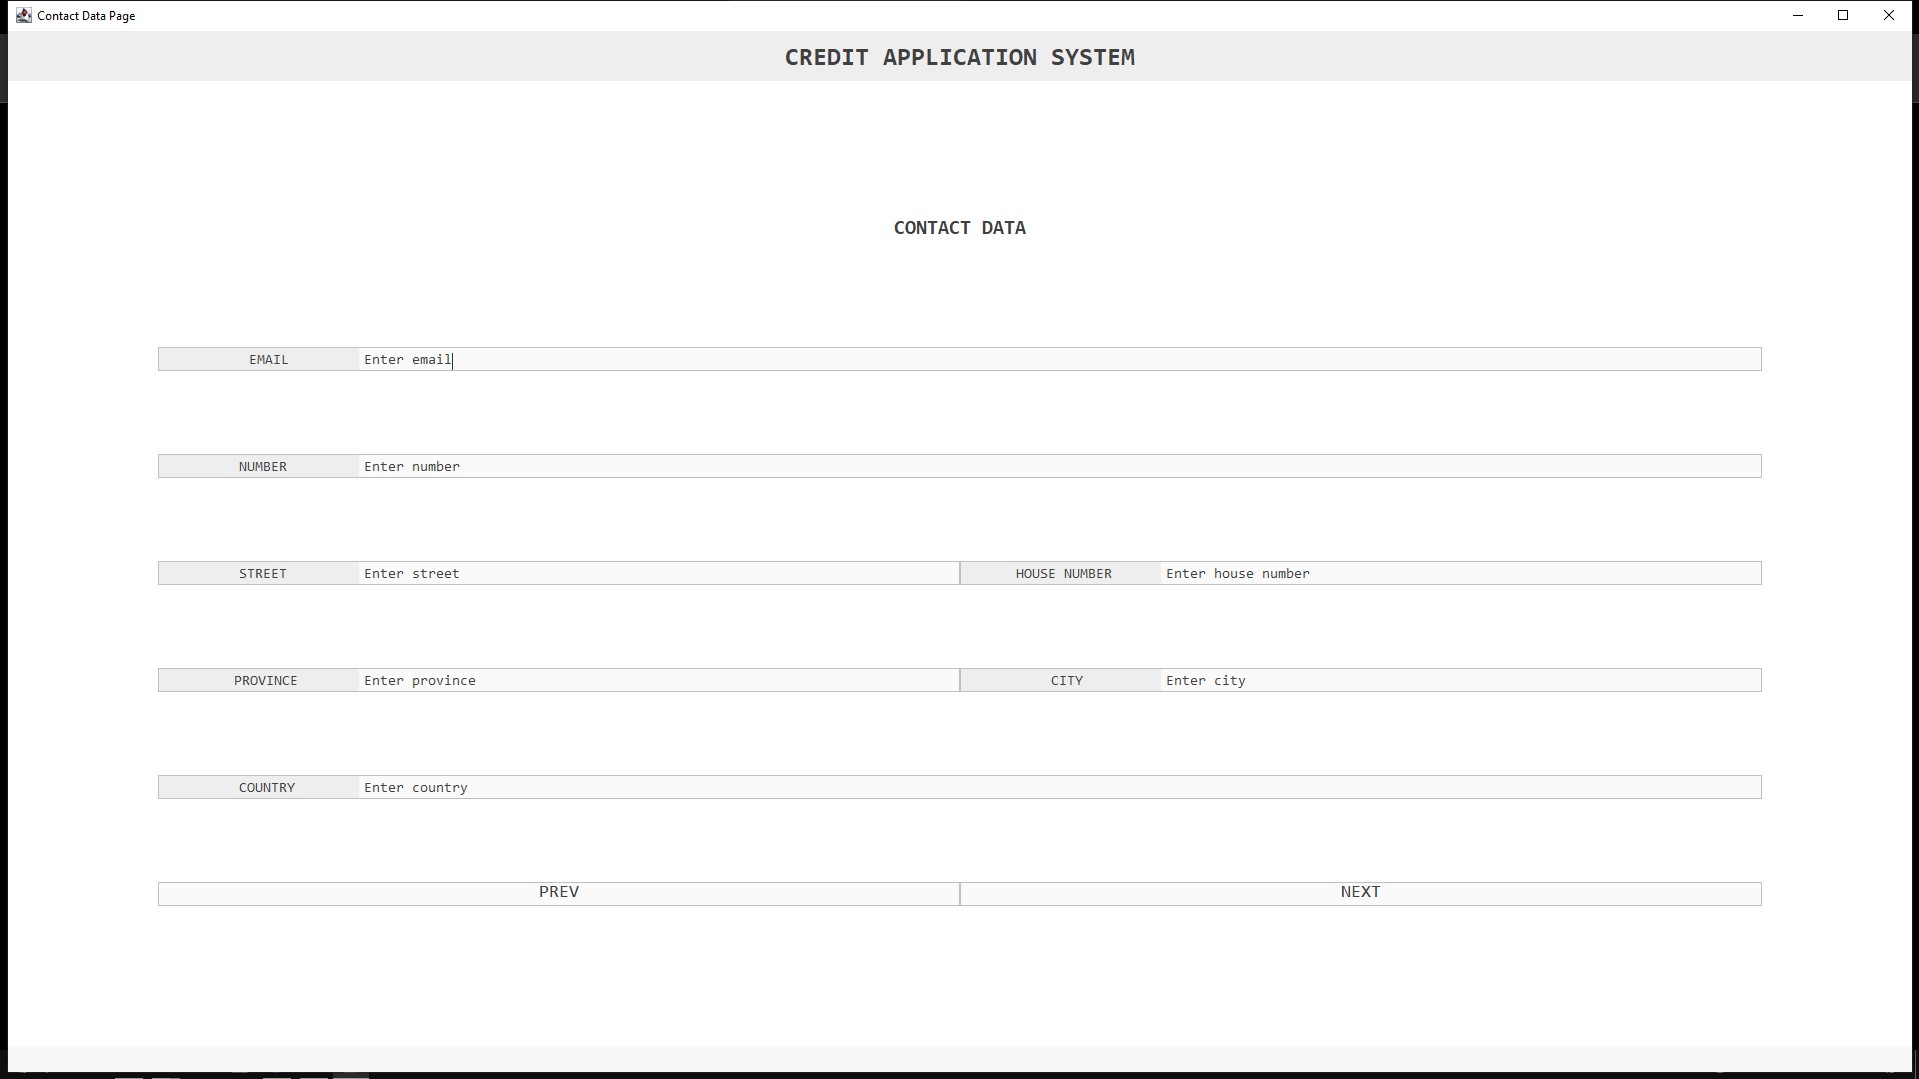 Contact Data Page
CREDIT APPLICATION SYSTEM
CONTACT DATA
EMAIL Enter email
NUMBER Enter number
STREET Enter street HOUSE NUMBER Enter house number
PROVINCE Enter province CITY Enter city
COUNTRY Enter country
PREV NEXT